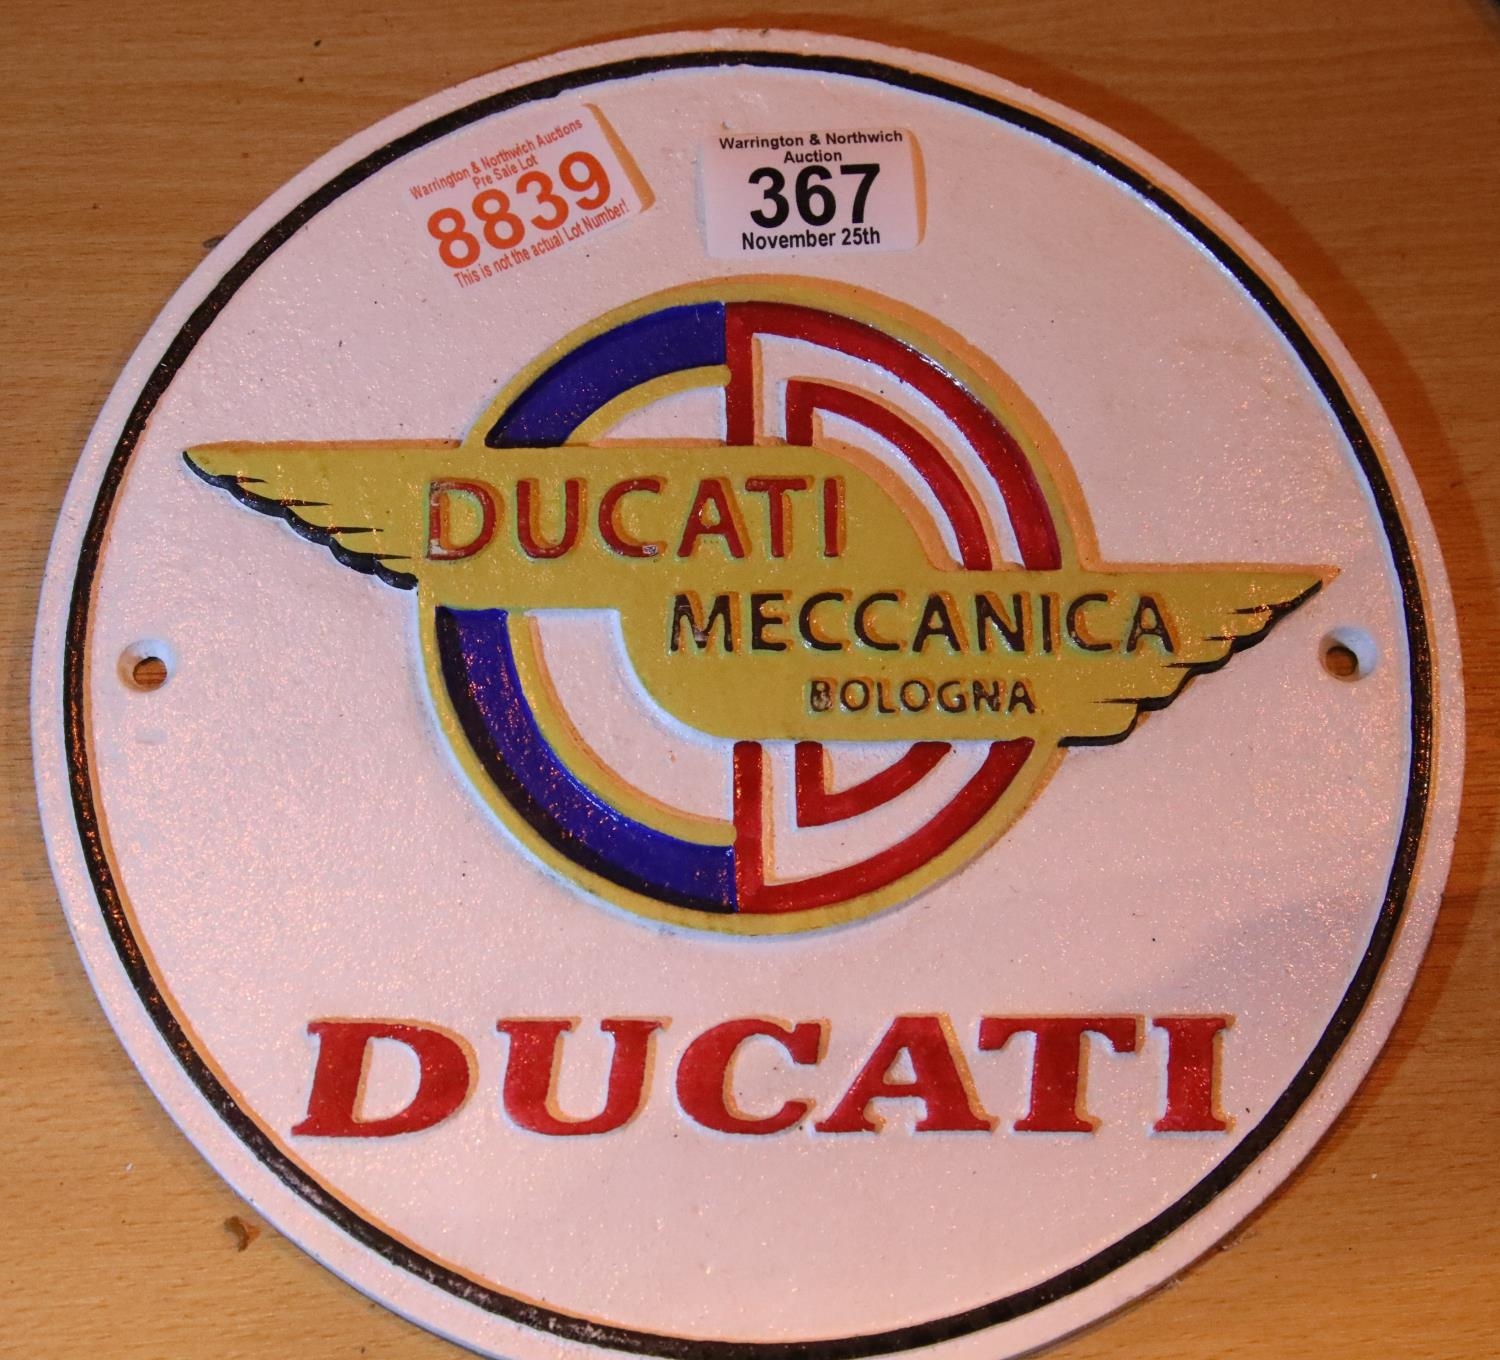 Warrington & Northwich Auctions
Pre Sale Lot
8839
This is not the actual Lot Number!
Warrington & Northwich
Auction
367
November 25th
DUCATI
MECCANICA
BOLOGNA
DUCATI